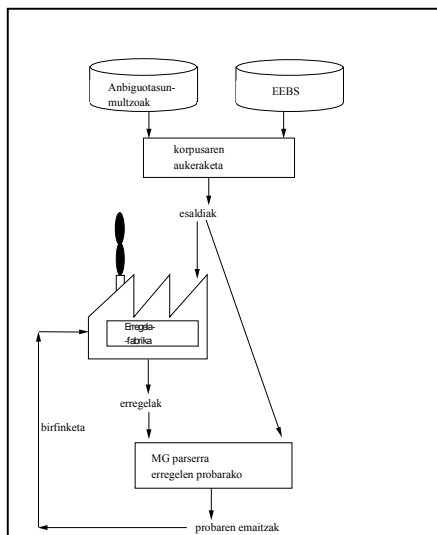 Anbiguotasun-
multzoak
EEBS
korpusaren
aukeraketa
esaldiak
Erregela-
-fabrika
erregelak
birfinketa
MG parserra
erregelen probarako
probaren emaitzak